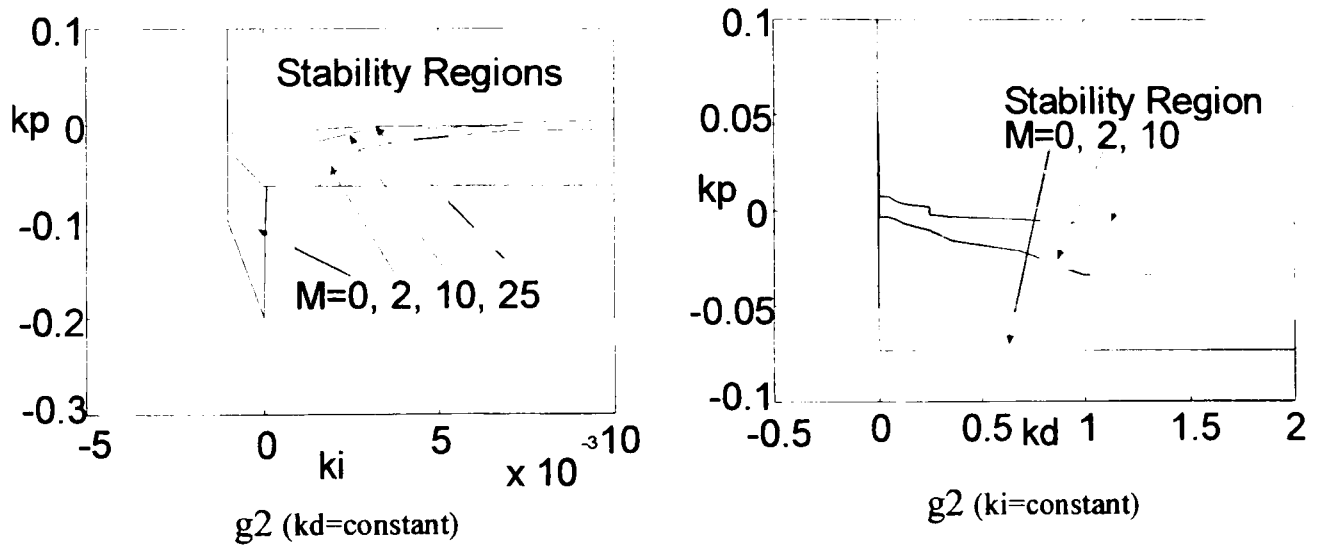 0.1
Stability Regions
kp 0
-0.1
M=0, 2, 10, 25
-0.2
-0.3
-5 0 5 10
ki
x 10 -3
g2 (kd=constant)
0.1
Stability Region
0.05
M=0, 2, 10
kp
0
-0.05
-0.1
-0.5 0 0.5 kd 1 1.5 2
g2 (ki=constant)